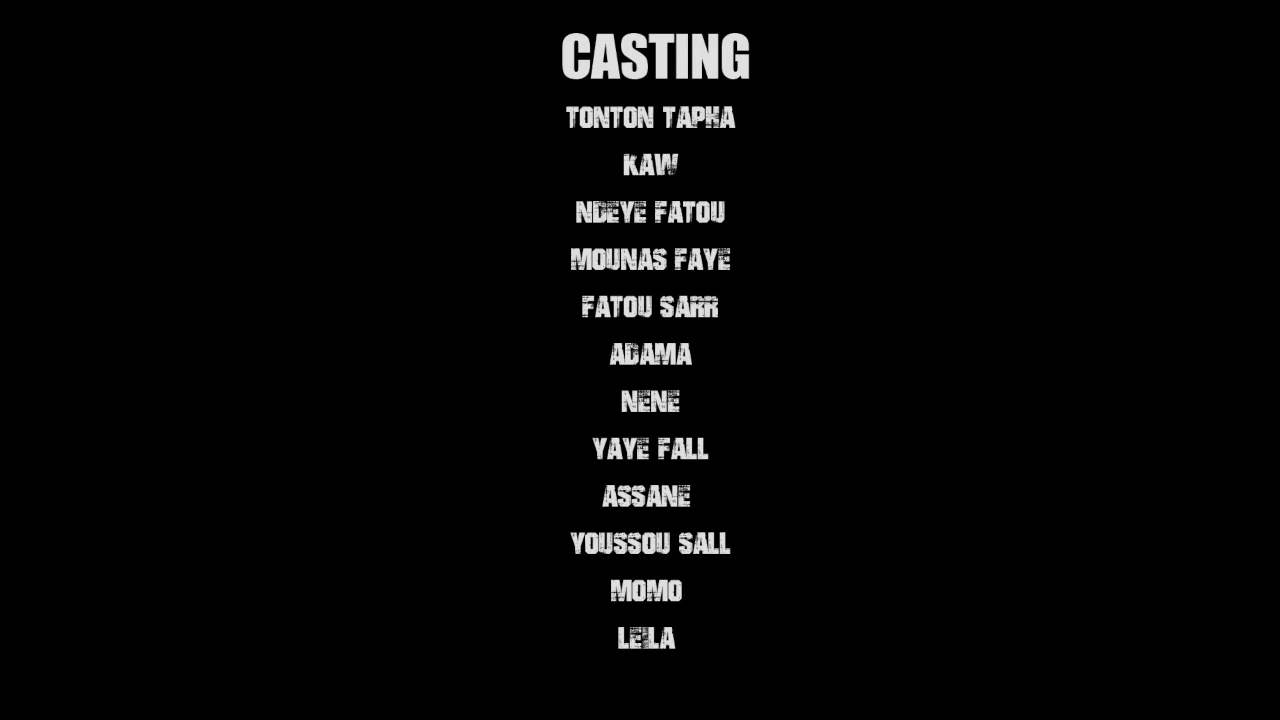 CASTING
TONTON TAPHA
KAW
NDEYE FATOU
MOUNAS FAYE
FATOU SARR
ADAMA
NENE
YAYE FALL
ASSANE
YOUSSOU SALL
MOMO
LEILA